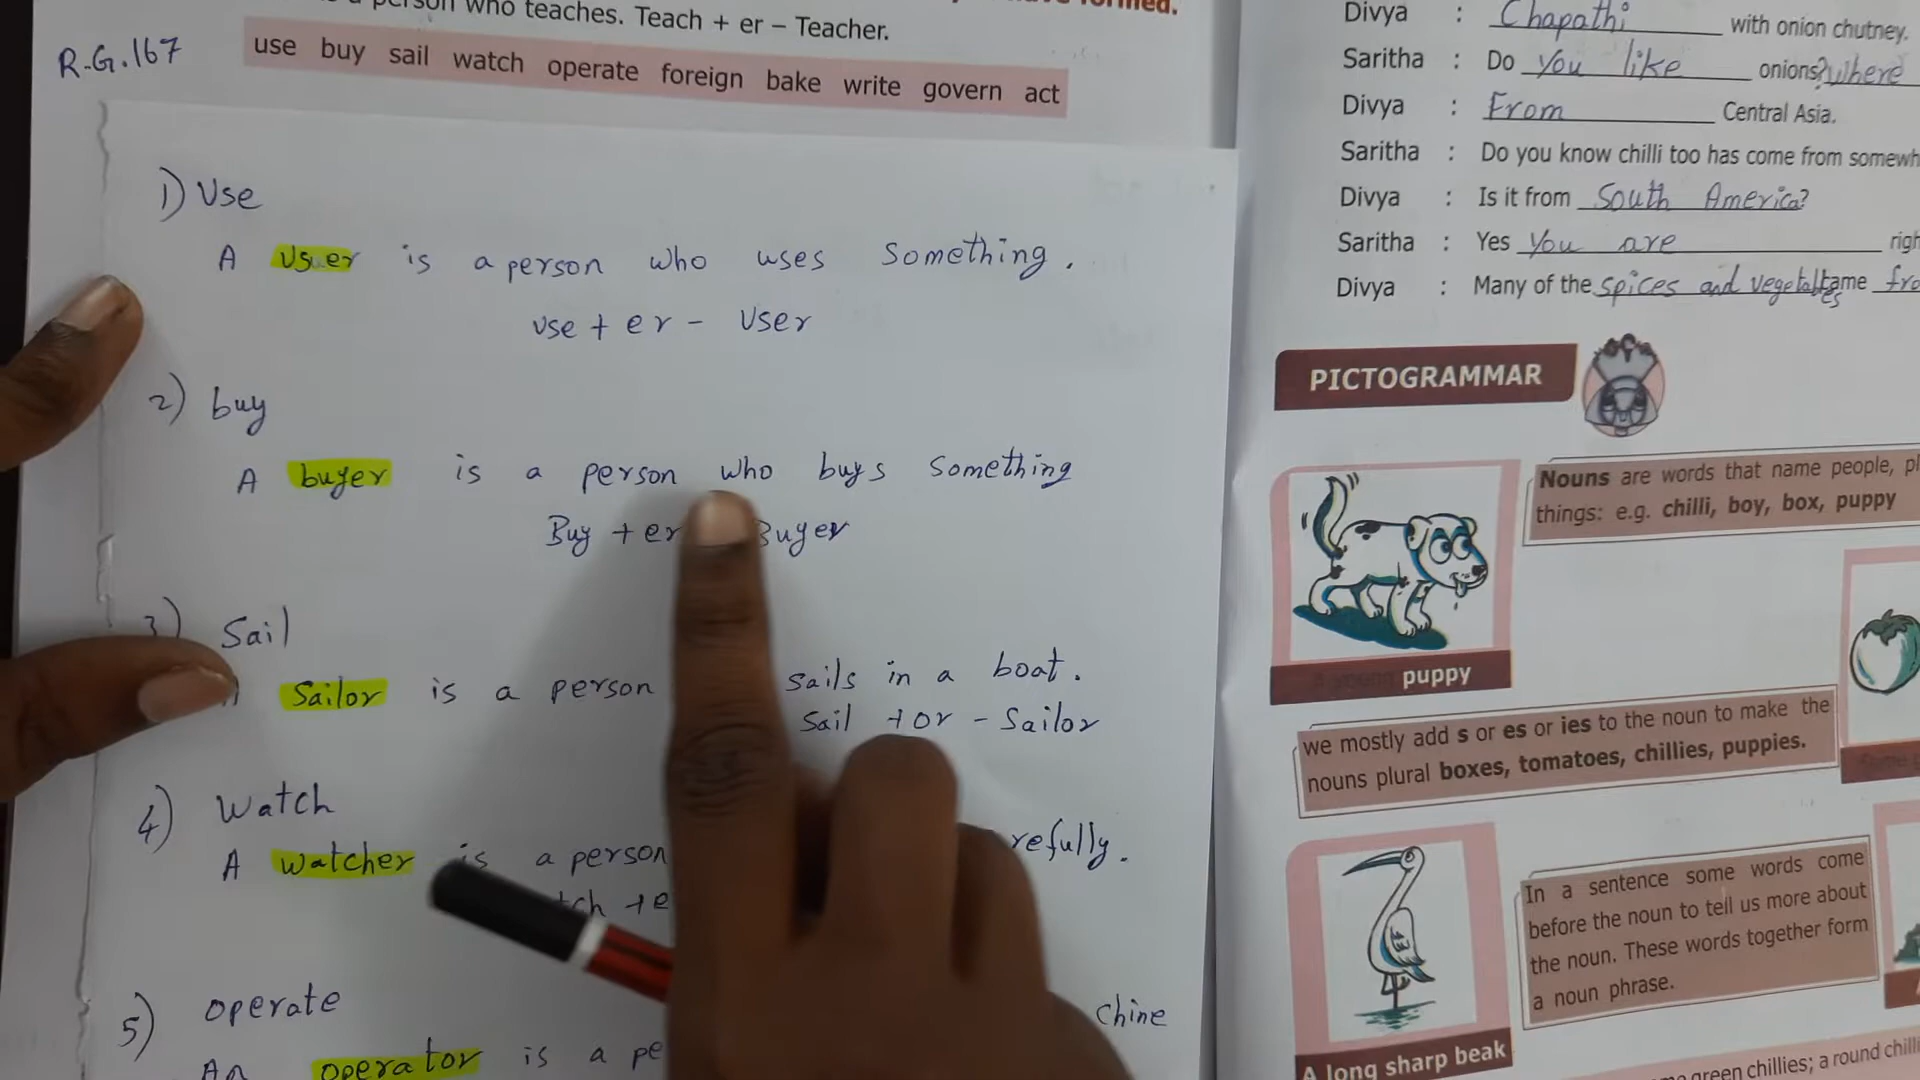 person who teaches. Teach + er – Teacher.
formed.
R.G.167
use buy sail watch operate foreign bake write govern act
1) Use
A user is a person who uses something.
use + er - user
2) buy
A buyer is a person who buys something
Buy + er Buyer
3) Sail
Sailor is a person sails in a boat.
Sail + or - Sailor
4) Watch
A watcher is a person refully.
tch + e
5) Operate
An operator is a pe chine
Divya : Chapathi with onion chutney.
Saritha : Do you like onions? where
Divya : From Central Asia.
Saritha : Do you know chilli too has come from somewh
Divya : Is it from South America?
Saritha : Yes you are righ
Divya : Many of the spices and vegetables came fro
PICTOGRAMMAR
Nouns are words that name people, pl
things: e.g. chilli, boy, box, puppy
puppy
we mostly add s or es or ies to the noun to make the
nouns plural boxes, tomatoes, chillies, puppies.
In a sentence some words come
before the noun to tell us more about
the noun. These words together form
a noun phrase.
A long sharp beak
green chillies; a round chilli